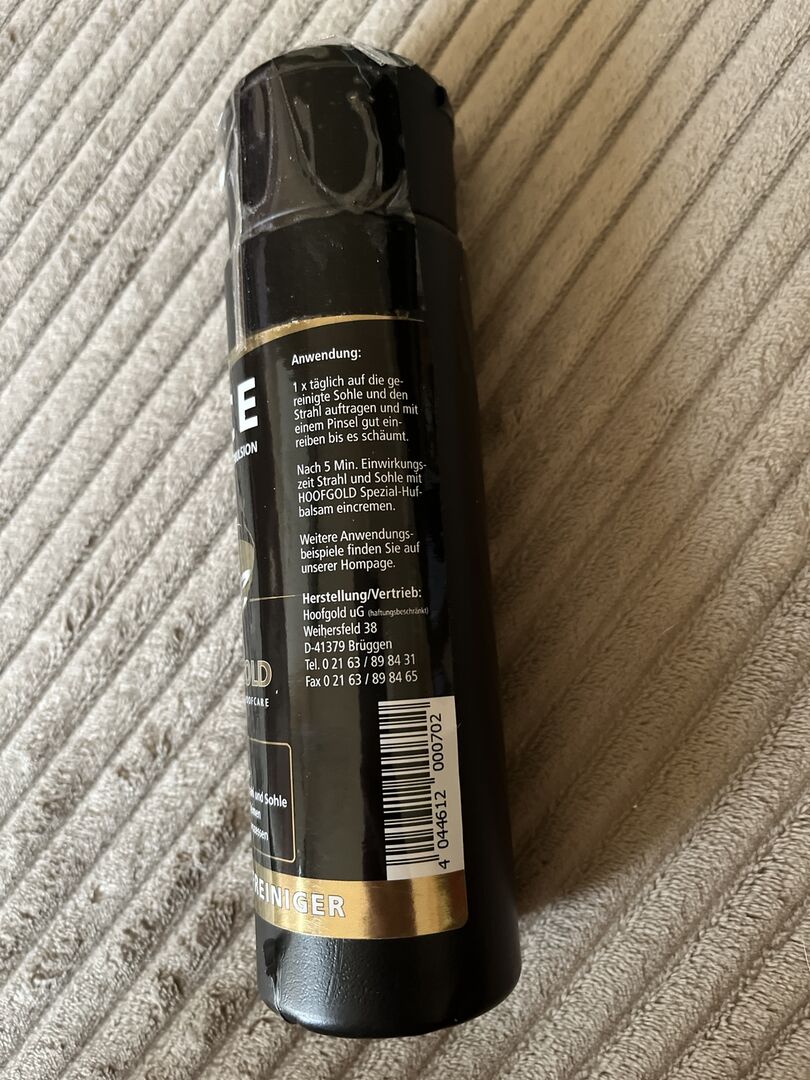 Anwendung:
1 x täglich auf die ge-
reinigte Sohle und den
Strahl auftragen und mit
einem Pinsel gut ein-
reiben bis es schäumt.
Nach 5 Min. Einwirkungs-
zeit Strahl und Sohle mit
HOOFGOLD Spezial-Huf-
balsam eincremen.
Weitere Anwendungs-
beispiele finden Sie auf
unserer Hompage.
Herstellung/Vertrieb:
Hoofgold uG (haftungsbeschränkt)
Weihersfeld 38
D-41379 Brüggen
Tel. 0 21 63 / 89 84 31
Fax 0 21 63 / 89 84 65
4 044612 000702
E
OLD
und Sohle
REINIGER